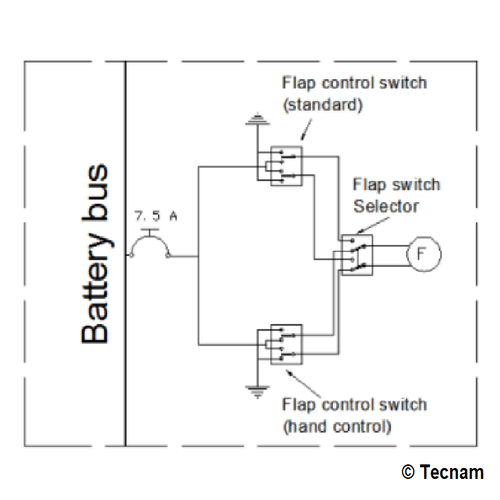 Flap control switch
(standard)
Flap switch
Selector
7.5 A
Battery bus
F
Flap control switch
(hand control)
© Tecnam